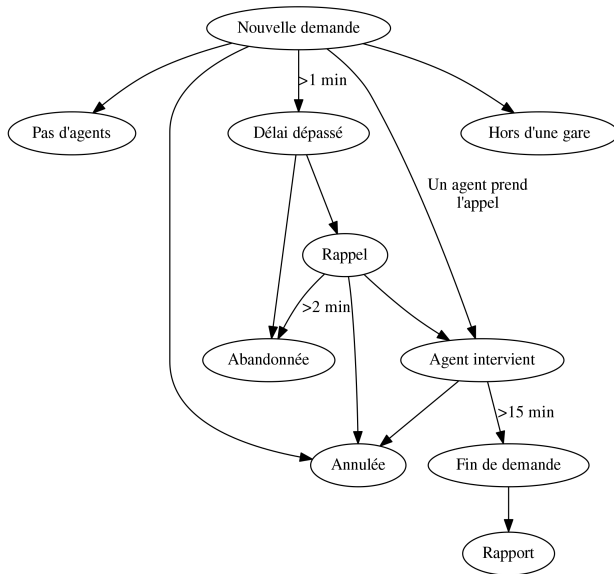 Nouvelle demande
>1 min
Pas d'agents
Délai dépassé
Hors d'une gare
Un agent prend
l'appel
Rappel
>2 min
Abandonnée
Agent intervient
>15 min
Annulée
Fin de demande
Rapport